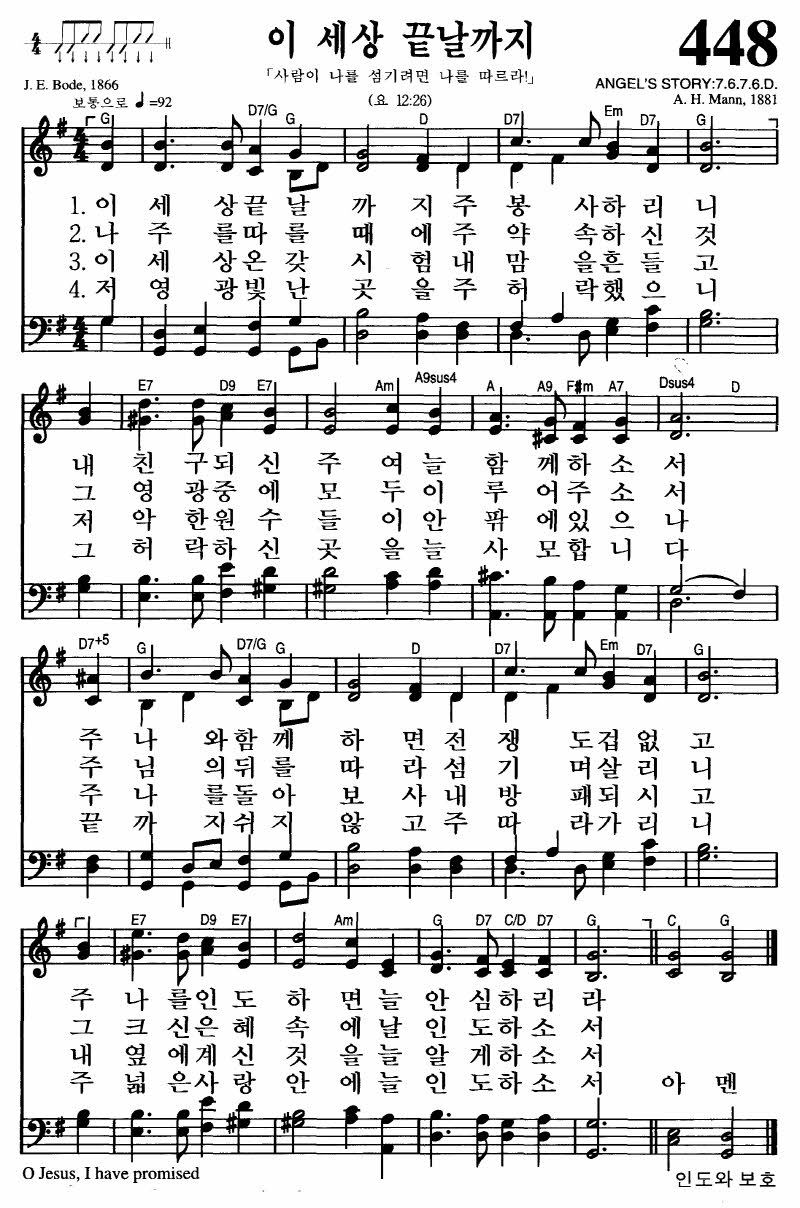 이 세상 끝날까지
448
「사람이 나를 섬기려면 나를 따르라!」
J. E. Bode, 1866
ANGEL'S STORY:7.6.7.6.D.
보통으로 ♩=92
(요 12:26)
A. H. Mann, 1881
G D7/G G D D7 Em D7 G
1. 이 세 상끝 날 까 지주 봉 사하 리 니
2. 나 주 를따 를 때 에주 약 속하 신 것
3. 이 세 상온 갖 시 험내 맘 을흔 들 고
4. 저 영 광빛 난 곳 을주 허 락했 으 니
E7 D9 E7 Am A9sus4 A A9 F#m A7 Dsus4 D
내 친 구되 신 주 여늘 함 께하 소 서
그 영 광중 에 모 두이 루 어주 소 서
저 악 한원 수 들 이안 팎 에있 으 나
그 허 락하 신 곳 을늘 사 모합 니 다
D7+5 G D7/G G D D7 Em D7 G
주 나 와함 께 하 면전 쟁 도겁 없 고
주 님 의뒤 를 따 라섬 기 며살 리 니
주 나 를돌 아 보 사내 방 패되 시 고
끝 까 지쉬 지 않 고주 따 라가 리 니
E7 D9 E7 Am G D7 C/D D7 G C G
주 나 를인 도 하 면늘 안 심하 리 라
그 크 신은 혜 속 에날 인 도하 소 서
내 옆 에계 신 것 을늘 알 게하 소 서
주 넓 은사 랑 안 에늘 인 도하 소 서 아 멘
O Jesus, I have promised
인도와 보호